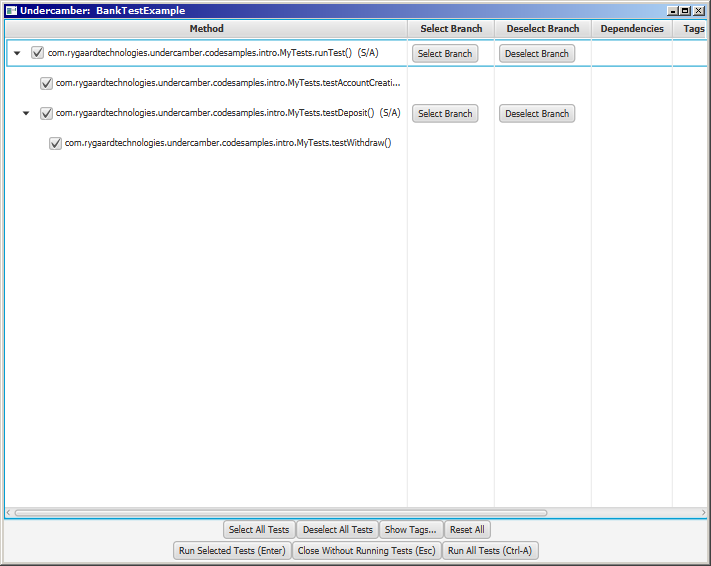 Undercamber: BankTestExample
Method Select Branch Deselect Branch Dependencies Tags
com.rygaardtechnologies.undercamber.codesamples.intro.MyTests.runTest() (S/A) Select Branch Deselect Branch
com.rygaardtechnologies.undercamber.codesamples.intro.MyTests.testAccountCreati...
com.rygaardtechnologies.undercamber.codesamples.intro.MyTests.testDeposit() (S/A) Select Branch Deselect Branch
com.rygaardtechnologies.undercamber.codesamples.intro.MyTests.testWithdraw()
Select All Tests Deselect All Tests Show Tags... Reset All
Run Selected Tests (Enter) Close Without Running Tests (Esc) Run All Tests (Ctrl-A)